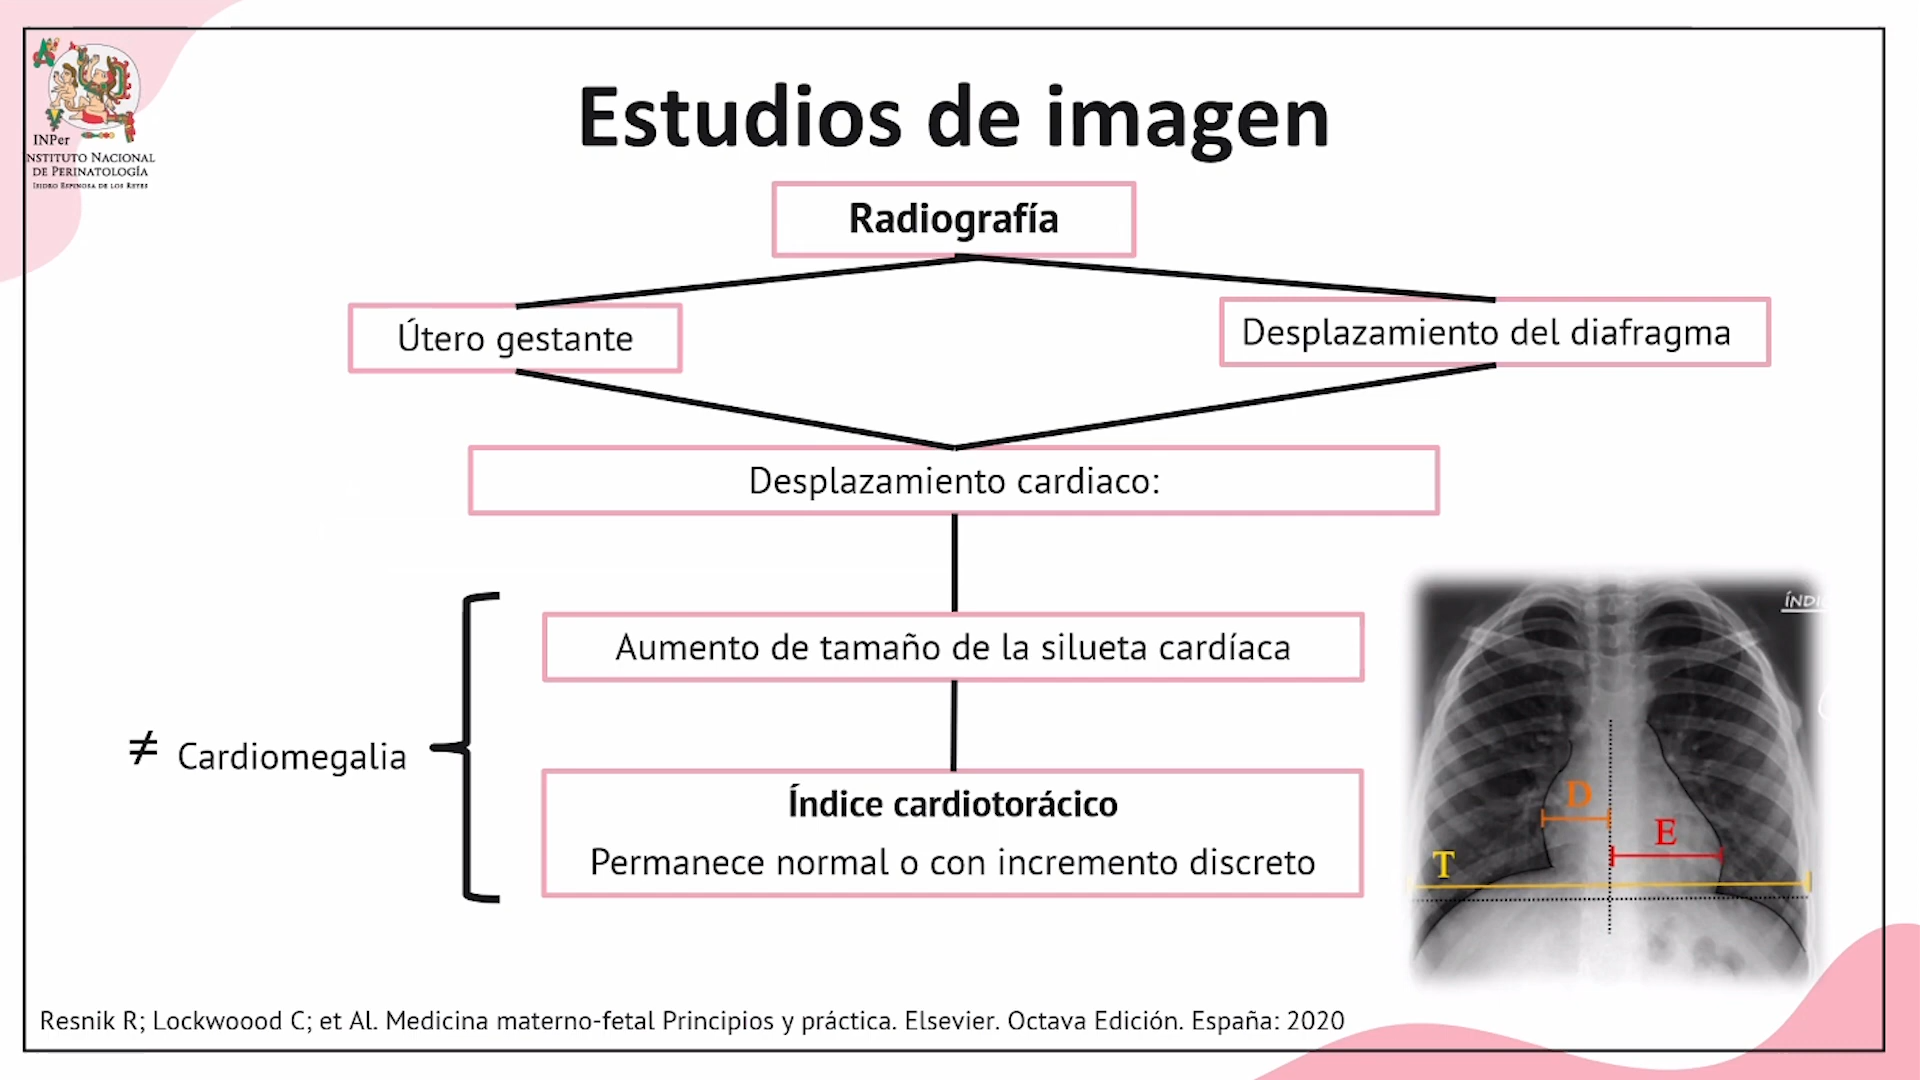 INPer
NSTITUTO NACIONAL
DE PERINATOLOGÍA
ISIDRO ESPINOSA DE LOS REYES
Estudios de imagen
Radiografía
Útero gestante
Desplazamiento del diafragma
Desplazamiento cardiaco:
Aumento de tamaño de la silueta cardíaca
≠ Cardiomegalia
Índice cardiotorácico
Permanece normal o con incremento discreto
D
E
T
Resnik R; Lockwoood C; et Al. Medicina materno-fetal Principios y práctica. Elsevier. Octava Edición. España: 2020